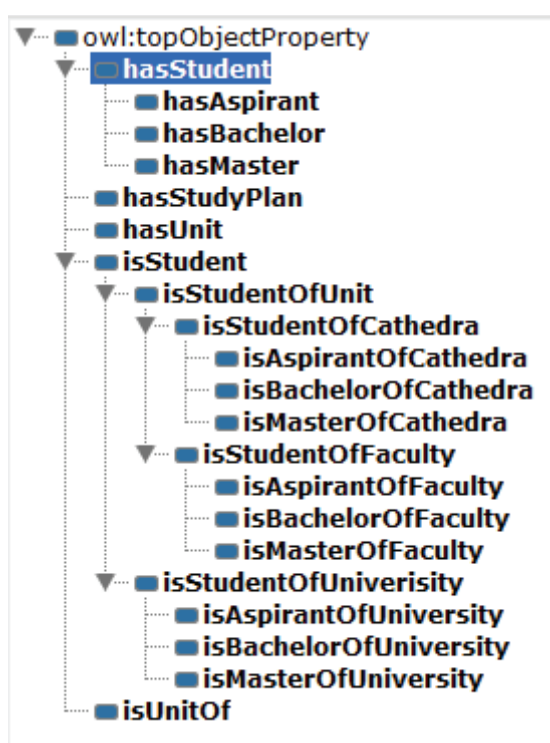 owl:topObjectProperty
hasStudent
hasAspirant
hasBachelor
hasMaster
hasStudyPlan
hasUnit
isStudent
isStudentOfUnit
isStudentOfCathedra
isAspirantOfCathedra
isBachelorOfCathedra
isMasterOfCathedra
isStudentOfFaculty
isAspirantOfFaculty
isBachelorOfFaculty
isMasterOfFaculty
isStudentOfUniverisity
isAspirantOfUniversity
isBachelorOfUniversity
isMasterOfUniversity
isUnitOf